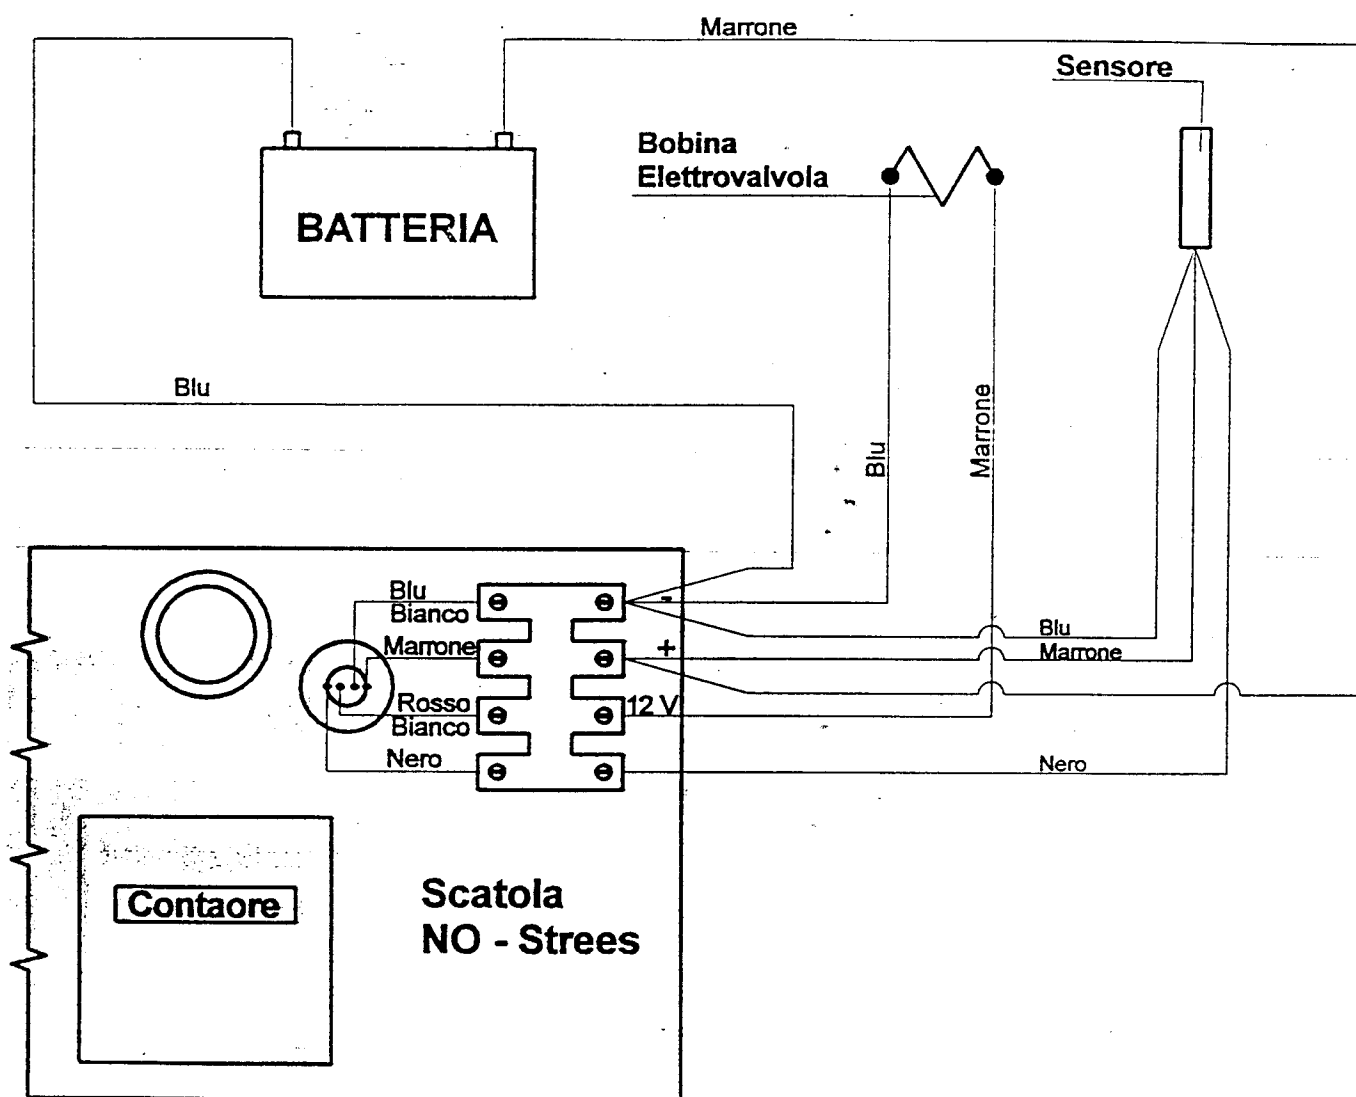 Marrone
Sensore
Bobina
Elettrovalvola
BATTERIA
Blu
Blu
Marrone
Blu
Bianco
-
Blu
Marrone
+
Marrone
Rosso
12 V
Bianco
Nero
Nero
Contaore
Scatola
NO - Strees